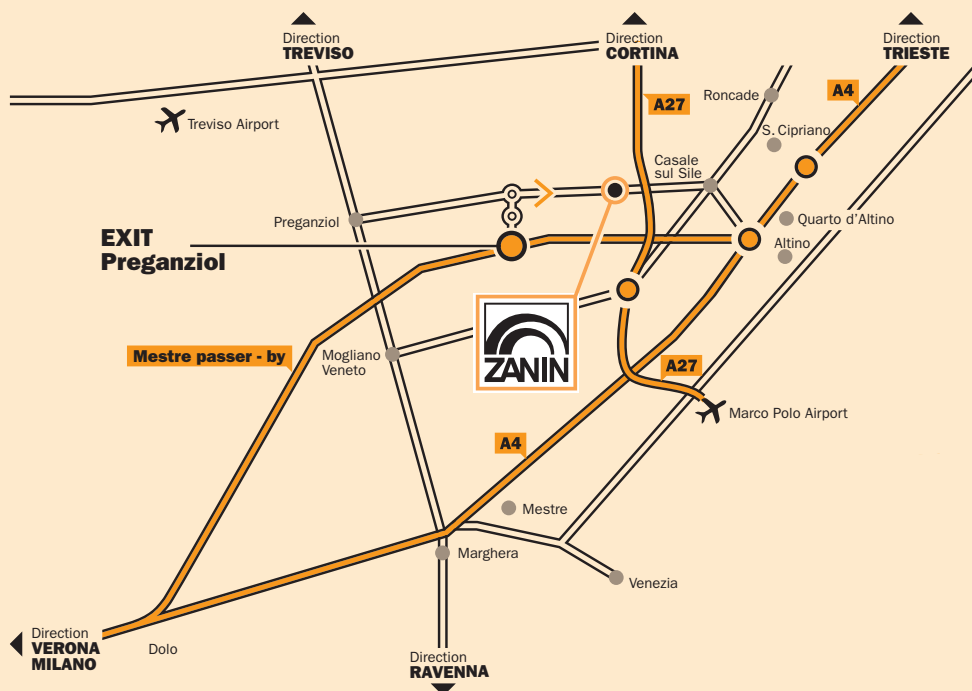 Direction
TREVISO
Direction
CORTINA
Direction
TRIESTE
A27
Roncade
A4
Treviso Airport
S. Cipriano
Casale
sul Sile
Preganziol
Quarto d'Altino
EXIT
Preganziol
Altino
Mestre passer - by
Mogliano
Veneto
ZANIN
A27
Marco Polo Airport
A4
Mestre
Marghera
Venezia
Direction
VERONA
MILANO
Dolo
Direction
RAVENNA